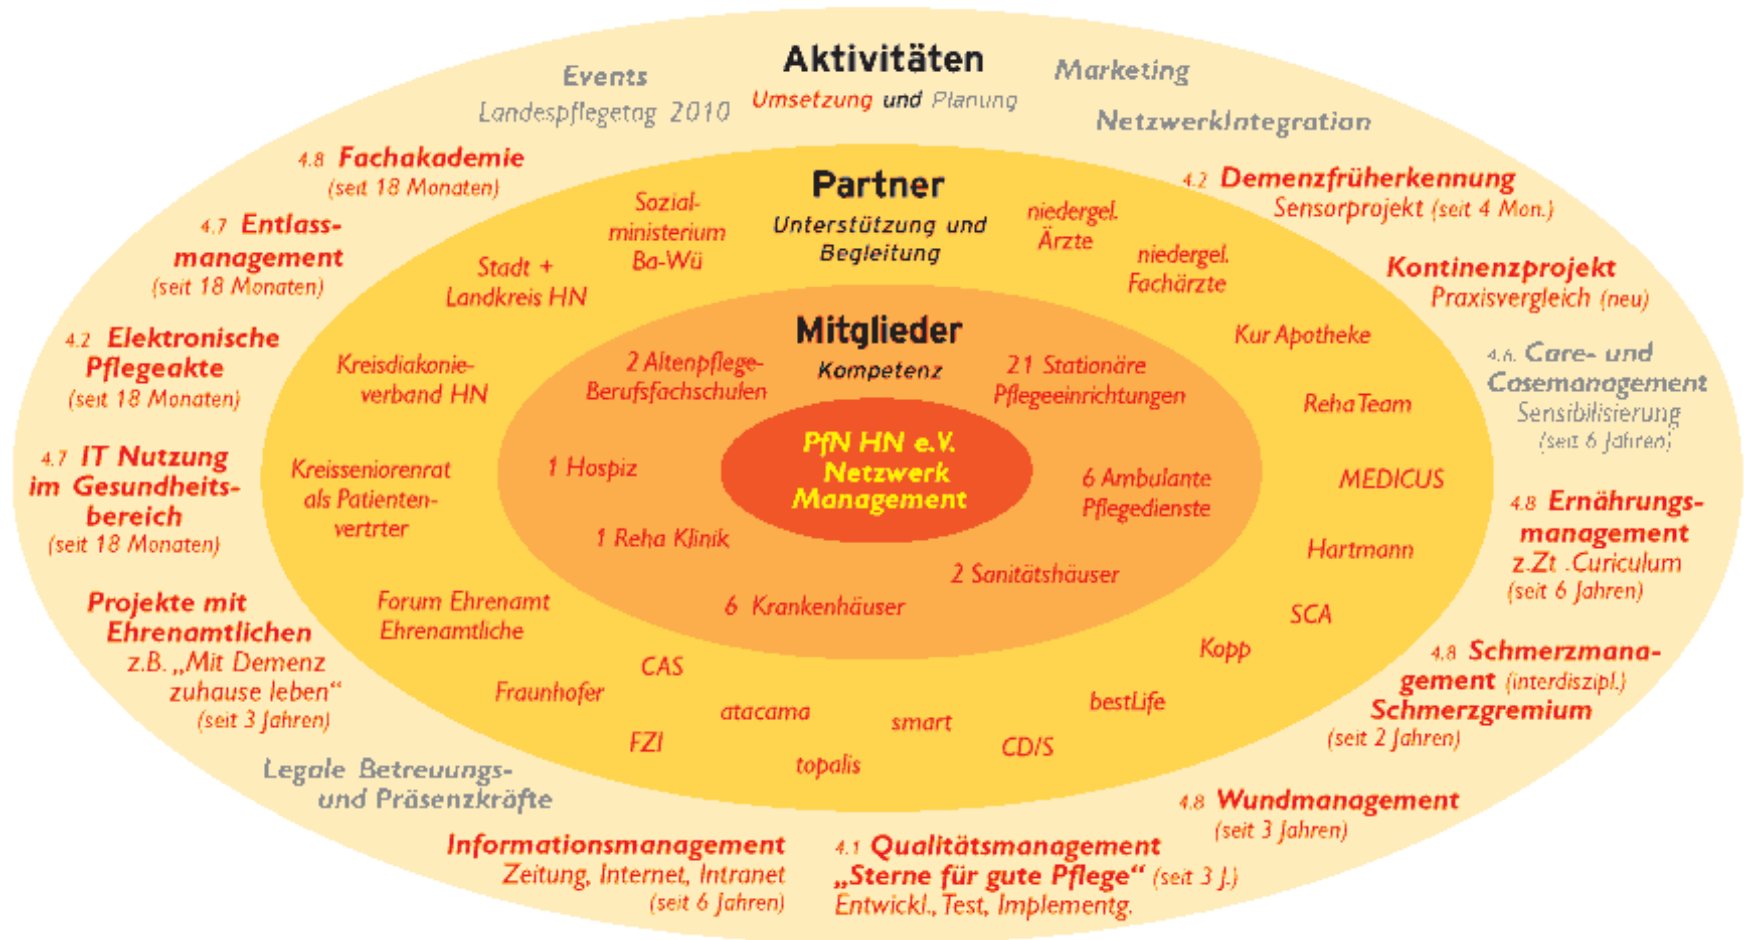 Aktivitäten
Umsetzung und Planung
Events
Landespflegetag 2010
Marketing
NetzwerkIntegration
4.8 Fachakademie
(seit 18 Monaten)
4.7 Entlass-
management
(seit 18 Monaten)
4.2 Elektronische
Pflegeakte
(seit 18 Monaten)
4.7 IT Nutzung
im Gesundheits-
bereich
(seit 18 Monaten)
Projekte mit
Ehrenamtlichen
z.B. „Mit Demenz
zuhause leben“
(seit 3 Jahren)
Legale Betreuungs-
und Präsenzkräfte
Informationsmanagement
Zeitung, Internet, Intranet
(seit 6 Jahren)
4.1 Qualitätsmanagement
„Sterne für gute Pflege“ (seit 3 J.)
Entwickl., Test, Implementg.
4.8 Wundmanagement
(seit 3 Jahren)
4.8 Schmerzmana-
gement (interdiszipl.)
Schmerzgremium
(seit 2 Jahren)
4.8 Ernährungs-
management
z.Zt .Curiculum
(seit 6 Jahren)
4.6. Care- und
Casemanagement
Sensibilisierung
(seit 6 Jahren)
Kontinenzprojekt
Praxisvergleich (neu)
4.2 Demenzfrüherkennung
Sensorprojekt (seit 4 Mon.)
Partner
Unterstützung und
Begleitung
Sozial-
ministerium
Ba-Wü
Stadt +
Landkreis HN
Kreisdiakonie-
verband HN
Kreisseniorenrat
als Patienten-
vertrter
Forum Ehrenamt
Ehrenamtliche
Fraunhofer
CAS
FZI
atacama
topalis
smart
CD/S
bestLife
Kopp
SCA
Hartmann
MEDICUS
RehaTeam
Kur Apotheke
niedergel.
Fachärzte
niedergel.
Ärzte
Mitglieder
Kompetenz
2 Altenpflege-
Berufsfachschulen
21 Stationäre
Pflegeeinrichtungen
1 Hospiz
6 Ambulante
Pflegedienste
1 Reha Klinik
2 Sanitätshäuser
6 Krankenhäuser
PfN HN e.V.
Netzwerk
Management